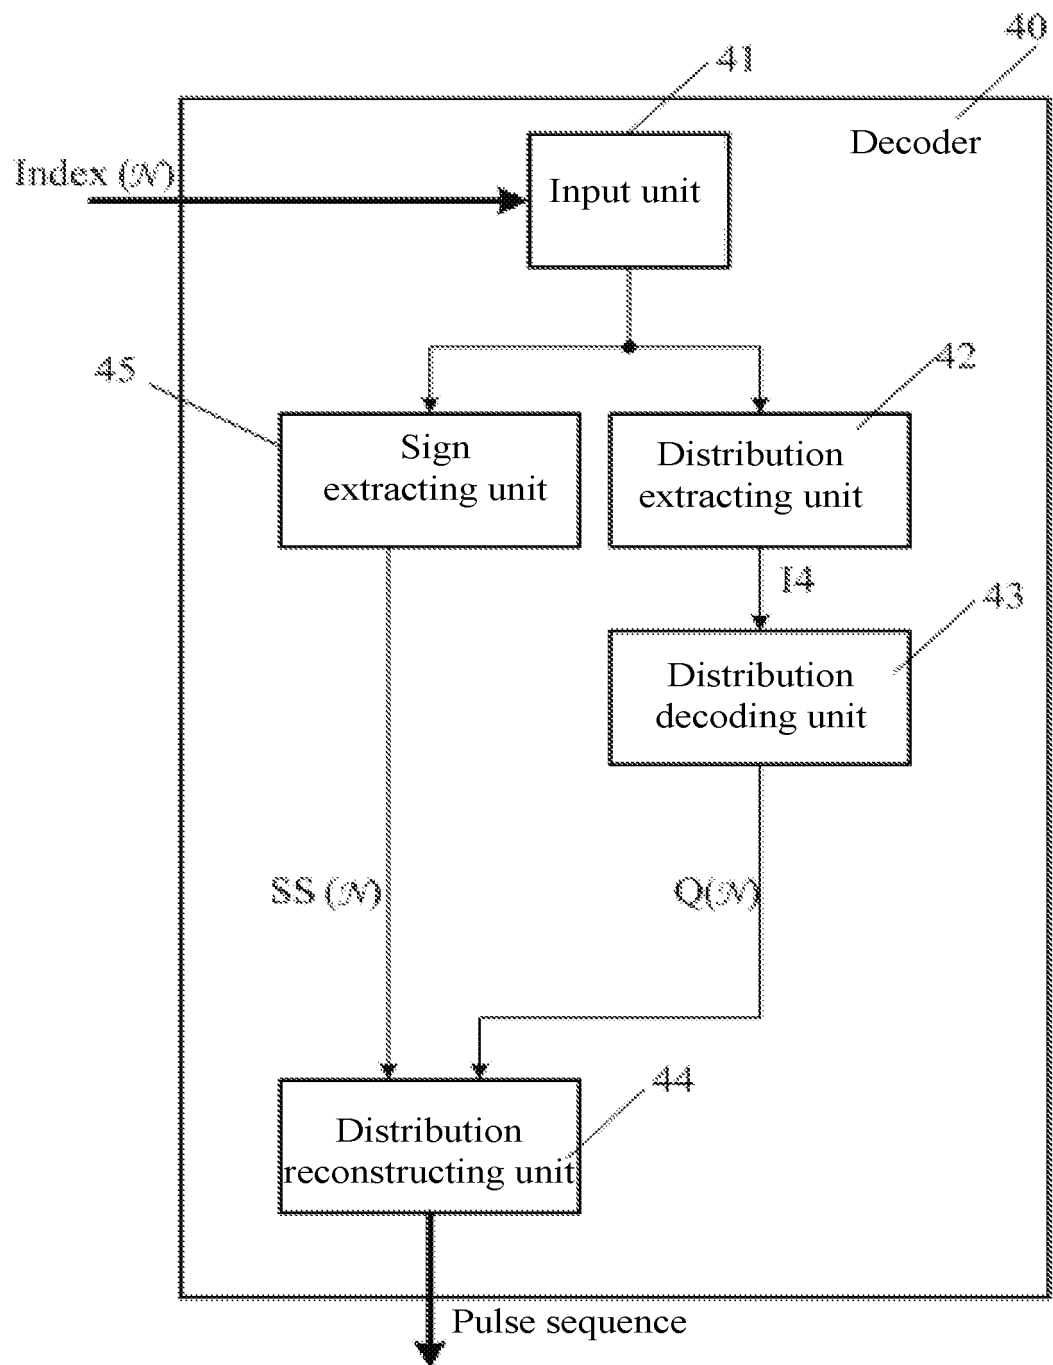 40
41
Decoder
Index (𝒩)
Input unit
45
42
Sign
extracting unit
Distribution
extracting unit
I4
43
Distribution
decoding unit
SS (𝒩)
Q(𝒩)
44
Distribution
reconstructing unit
Pulse sequence